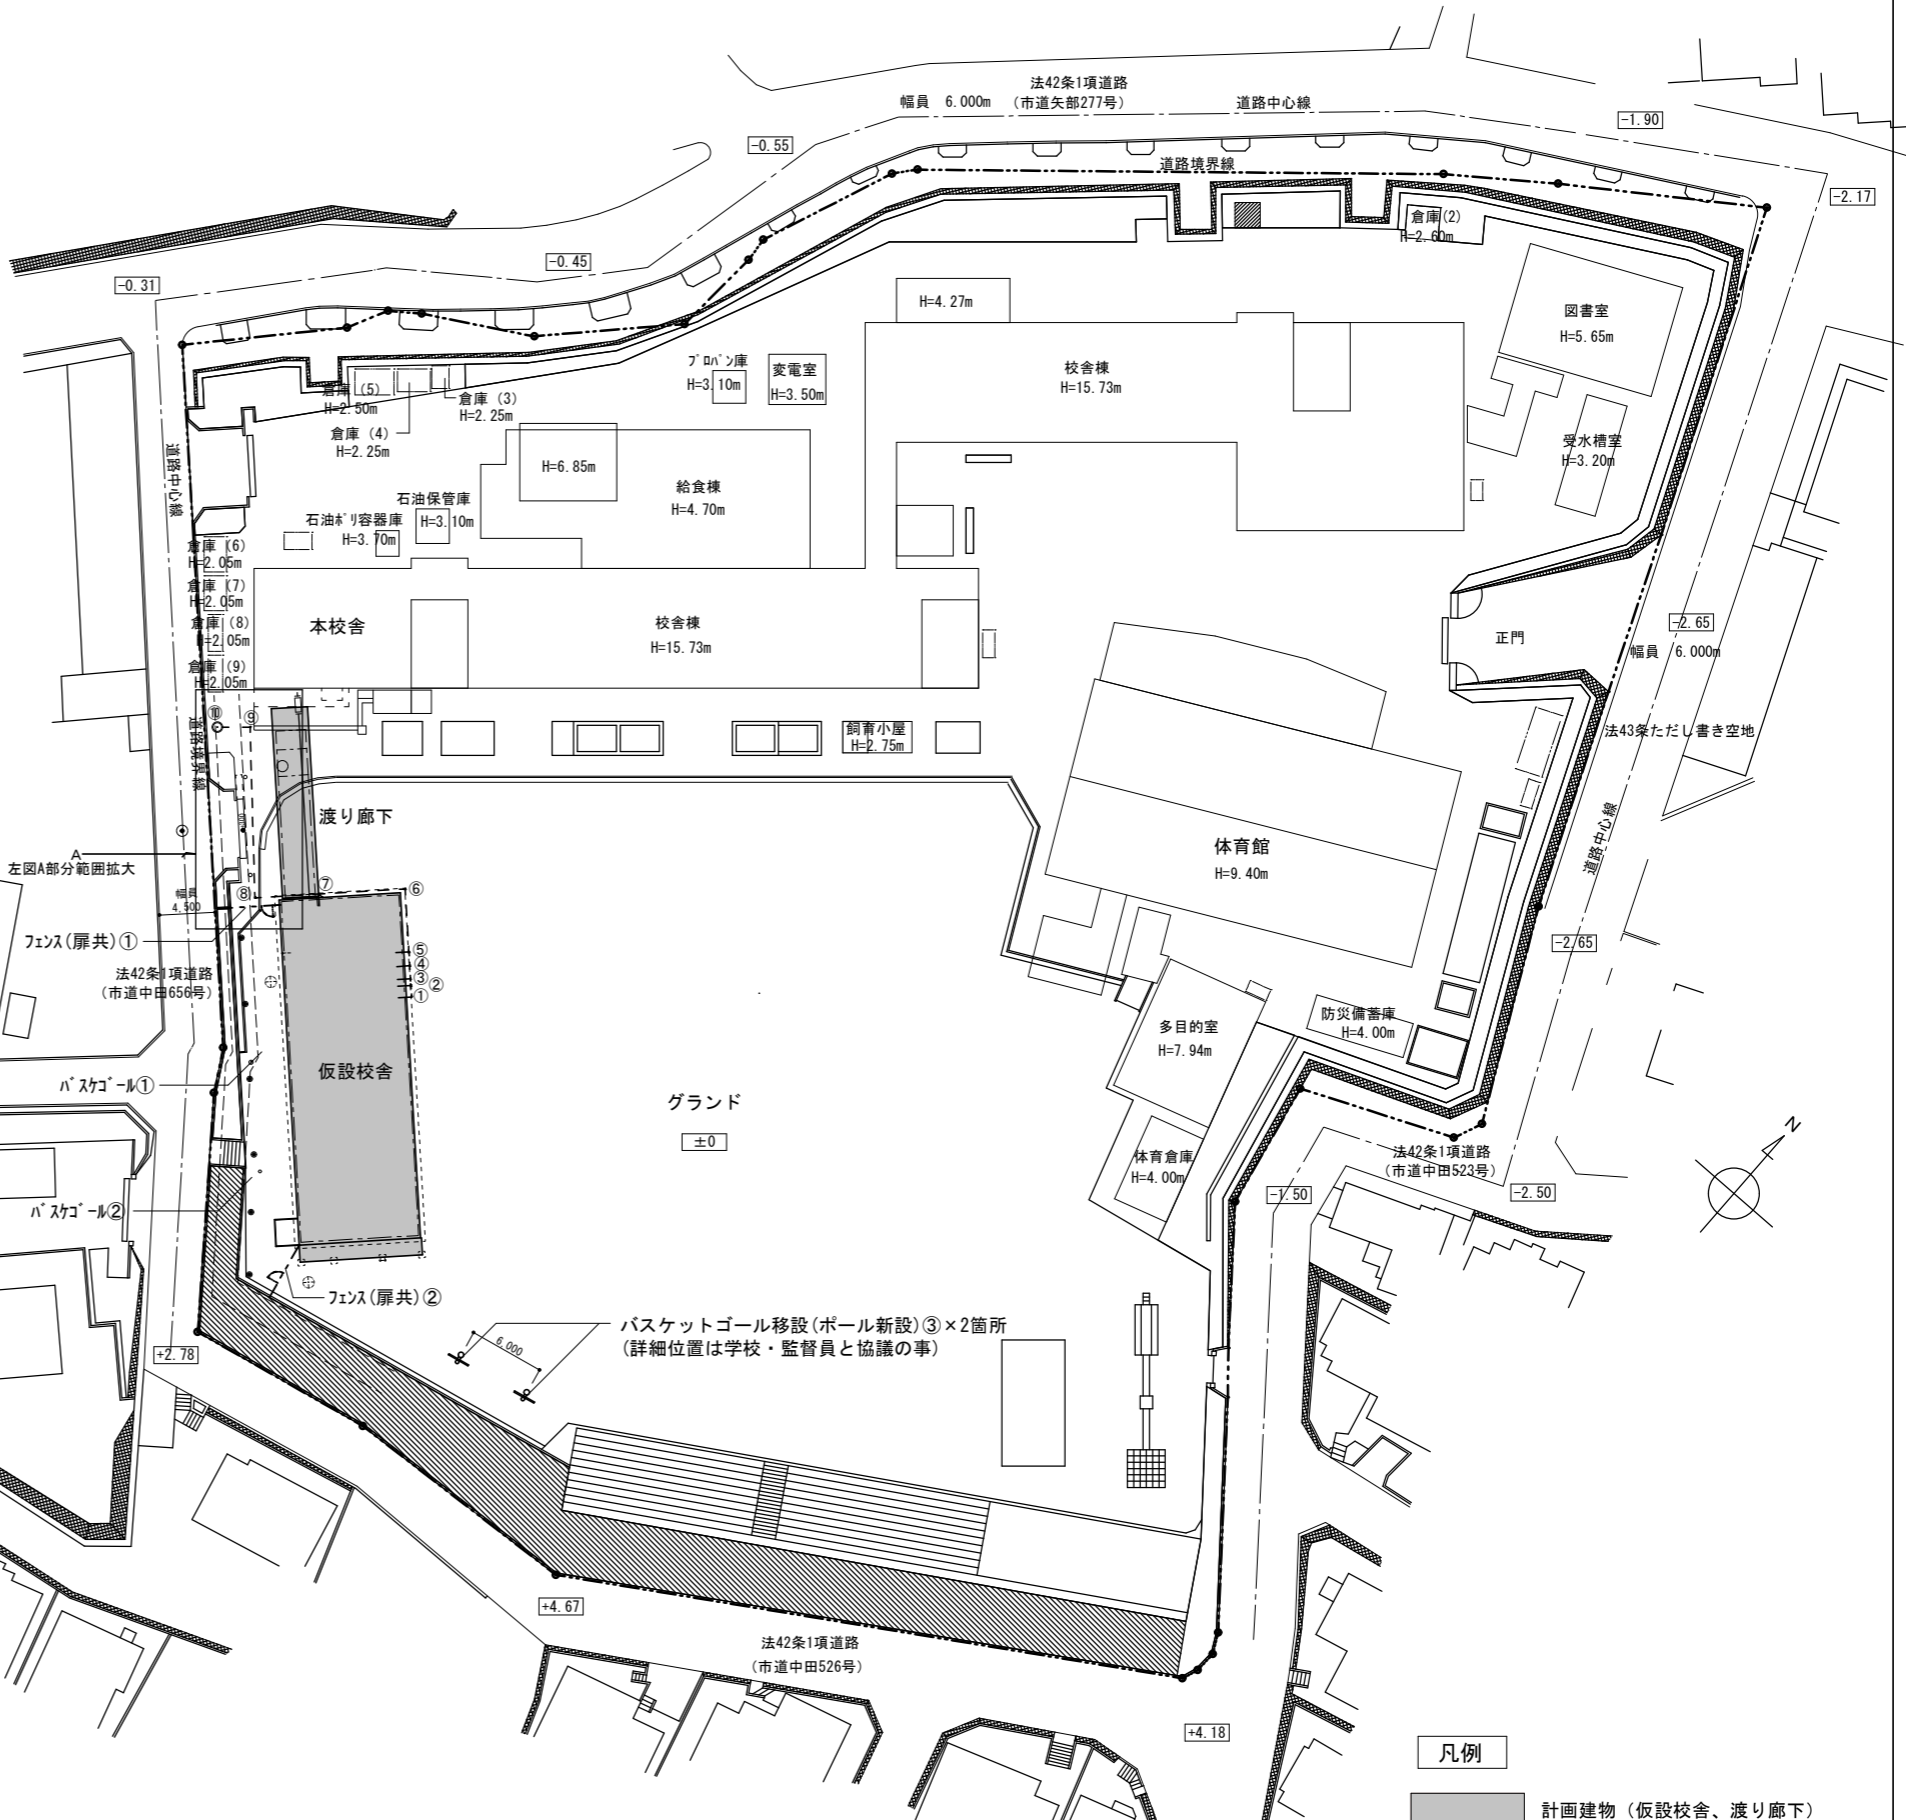 法42条1項道路
幅員 6.000m （市道矢部277号） 道路中心線
-1.90
-0.55
道路境界線
-2.17
倉庫(2)
H=2.60m
-0.45
-0.31
H=4.27m
図書室
H=5.65m
ﾌﾟﾛﾊﾟﾝ庫
H=3.10m
変電室
H=3.50m
校舎棟
H=15.73m
倉庫 (5)
H=2.50m
倉庫 (3)
H=2.25m
倉庫 (4)
H=2.25m
道路中心線
受水槽室
H=3.20m
H=6.85m
給食棟
H=4.70m
石油保管庫
H=3.10m
石油ﾎﾟﾘ容器庫
H=3.70m
倉庫 (6)
H=2.05m
倉庫 (7)
H=2.05m
倉庫 (8)
H=2.05m
倉庫 (9)
H=2.05m
本校舎
校舎棟
H=15.73m
正門
-2.65
幅員 6.000m
⑩
⑨
道路境界線
飼育小屋
H=2.75m
法43条ただし書き空地
渡り廊下
道路中心線
A
左図A部分範囲拡大
体育館
H=9.40m
幅員
4,500
⑧
⑦
⑥
ﾌｪﾝｽ(扉共)①
-2.65
⑤
④
③
②
①
法42条1項道路
(市道中田656号)
防災備蓄庫
H=4.00m
多目的室
H=7.94m
仮設校舎
ﾊﾞｽｹｺﾞｰﾙ①
グランド
±0
N
体育倉庫
H=4.00m
法42条1項道路
(市道中田523号)
-1.50
-2.50
ﾊﾞｽｹｺﾞｰﾙ②
ﾌｪﾝｽ(扉共)②
6,000
バスケットゴール移設(ポール新設)③×2箇所
(詳細位置は学校・監督員と協議の事)
+2.78
+4.67
法42条1項道路
(市道中田526号)
+4.18
凡例
計画建物（仮設校舎、渡り廊下）